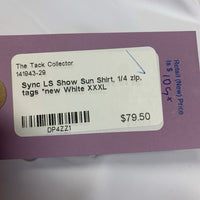 The Tack Collector
141943-29
Sync LS Show Sun Shirt, 1/4 zip,
tags *new White XXXL
DP4ZZ1
$79.50
Retail (New) Price
is $